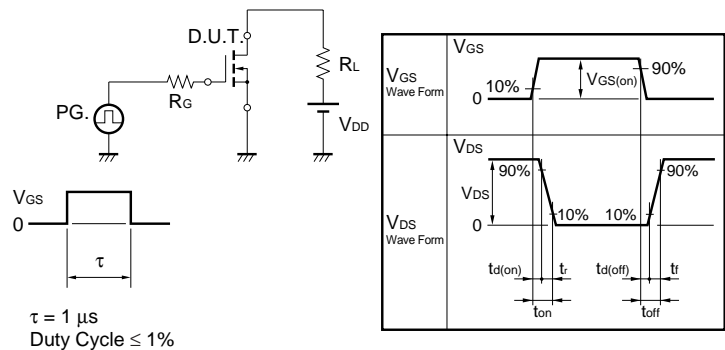 D.U.T.
RL
RG
PG.
VDD
VGS
0
τ
τ = 1 μs
Duty Cycle ≤ 1%
VGS
Wave Form
VGS
10%
VGS(on)
90%
0
VDS
Wave Form
VDS
90%
90%
VDS
10% 10%
0
td(on) tr td(off) tf
ton toff